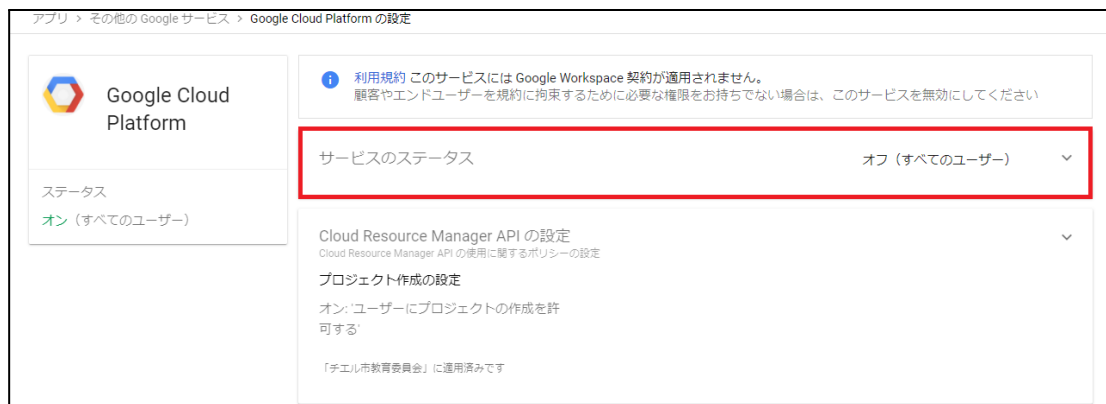 アプリ > その他の Google サービス > Google Cloud Platform の設定
Google Cloud
Platform
ステータス
オン（すべてのユーザー）
利用規約 このサービスには Google Workspace 契約が適用されません。
顧客やエンドユーザーを規約に拘束するために必要な権限をお持ちでない場合は、このサービスを無効にしてください
サービスのステータス オフ（すべてのユーザー）
Cloud Resource Manager API の設定
Cloud Resource Manager API の使用に関するポリシーの設定
プロジェクト作成の設定
オン: 'ユーザーにプロジェクトの作成を許
可する'
「チエル市教育委員会」に適用済みです